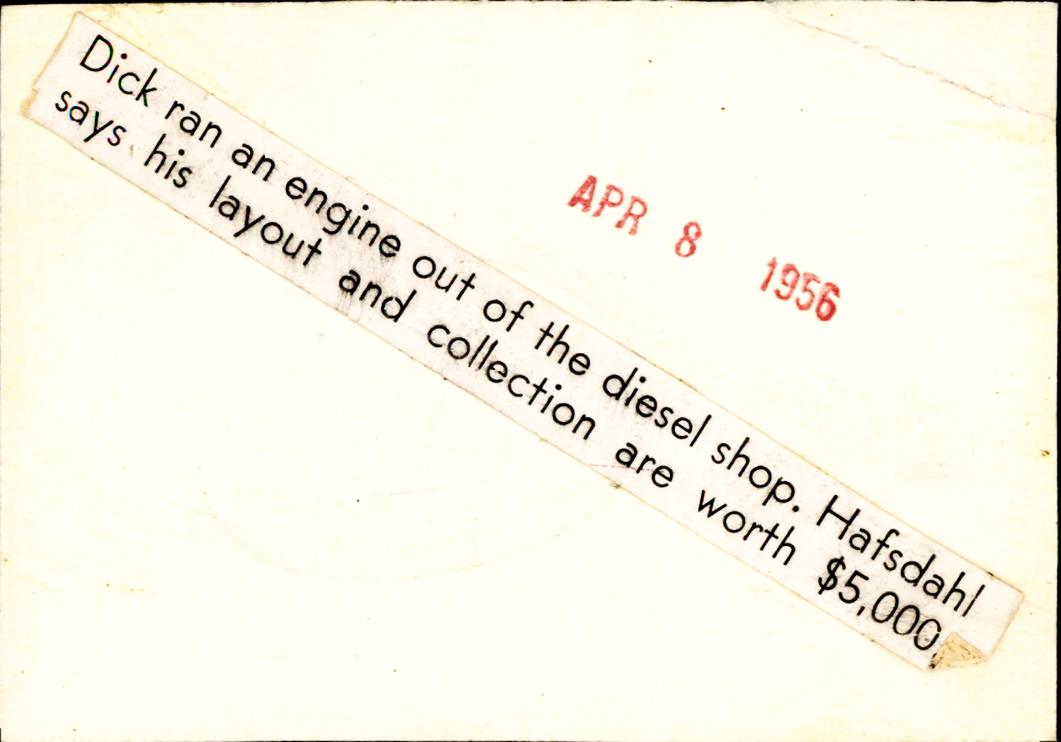 Dick ran an engine out of the diesel shop. Hafsdahl
says his layout and collection are worth $5,000.
APR 8 1956